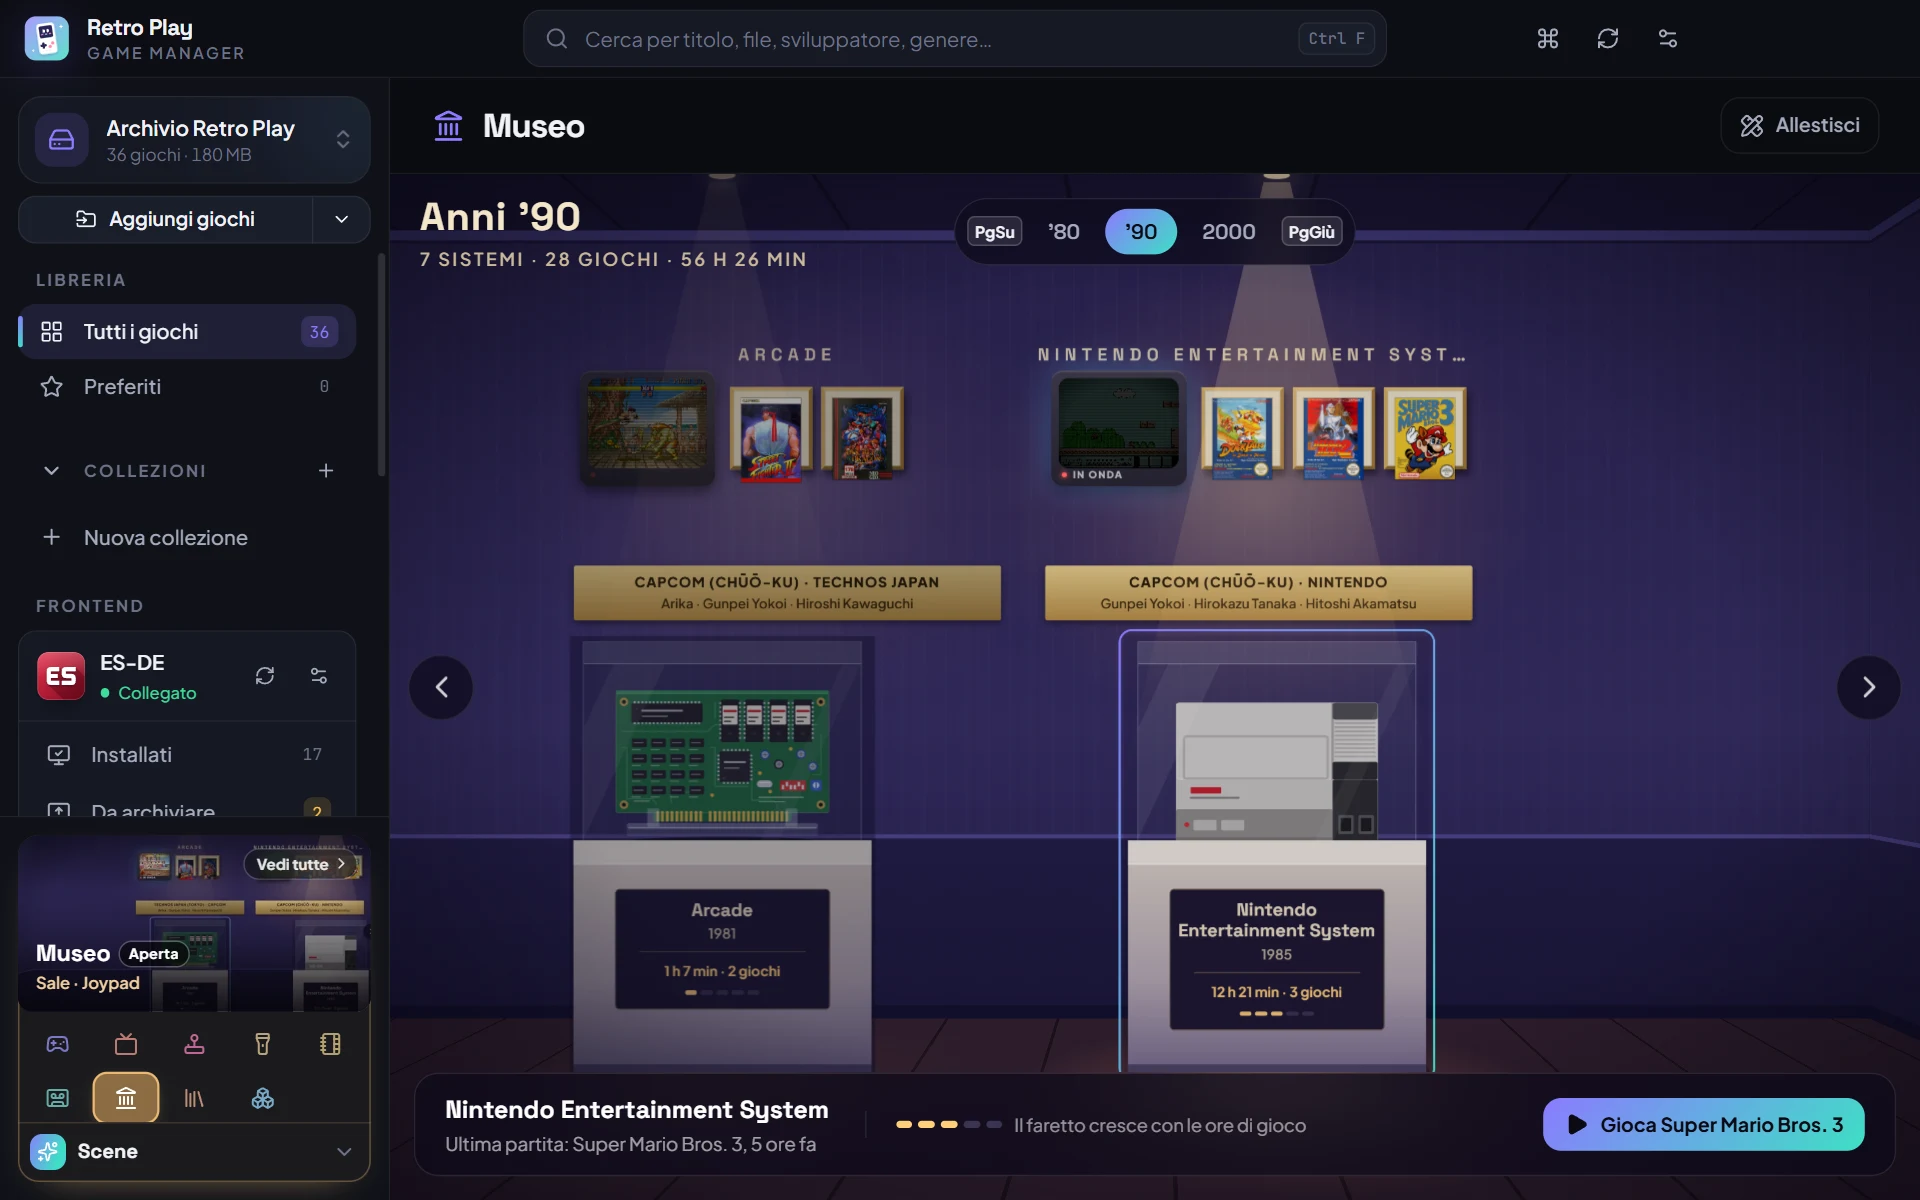 Retro Play
GAME MANAGER
Cerca per titolo, file, sviluppatore, genere...
Ctrl F
Archivio Retro Play
36 giochi · 180 MB
Aggiungi giochi
LIBRERIA
Tutti i giochi
36
Preferiti
0
COLLEZIONI
Nuova collezione
FRONTEND
ES
ES-DE
Collegato
Installati
17
Da archiviare
2
Vedi tutte
Museo
Aperta
Sale · Joypad
Scene
Museo
Allestisci
Anni ’90
7 SISTEMI · 28 GIOCHI · 56 H 26 MIN
PgSu
’80
’90
2000
PgGiù
ARCADE
NINTENDO ENTERTAINMENT SYST…
IN ONDA
SUPER
MARIO
3
CAPCOM (CHŪŌ-KU) · TECHNOS JAPAN
Arika · Gunpei Yokoi · Hiroshi Kawaguchi
CAPCOM (CHŪŌ-KU) · NINTENDO
Gunpei Yokoi · Hirokazu Tanaka · Hitoshi Akamatsu
Arcade
1981
1 h 7 min · 2 giochi
Nintendo
Entertainment System
1985
12 h 21 min · 3 giochi
Nintendo Entertainment System
Ultima partita: Super Mario Bros. 3, 5 ore fa
Il faretto cresce con le ore di gioco
Gioca Super Mario Bros. 3